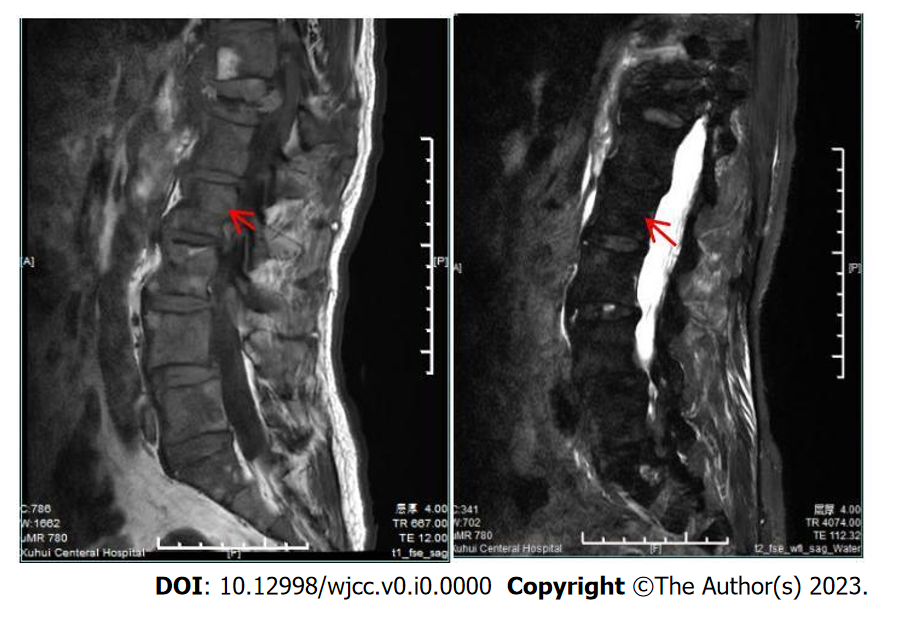 7
[A]
[P]
A]
[P]
C:786
W:1662
uMR 780
Xuhui Centeral Hospital
[F]
层厚 4.00
TR 667.00
TE 12.00
t1_fse_sag
C:341
W:702
uMR 780
Xuhui Centeral Hospital
[F]
层厚 4.00
TR 4074.00
TE 112.32
t2_fse_wfi_sag_Water
DOI: 10.12998/wjcc.v0.i0.0000 Copyright ©The Author(s) 2023.